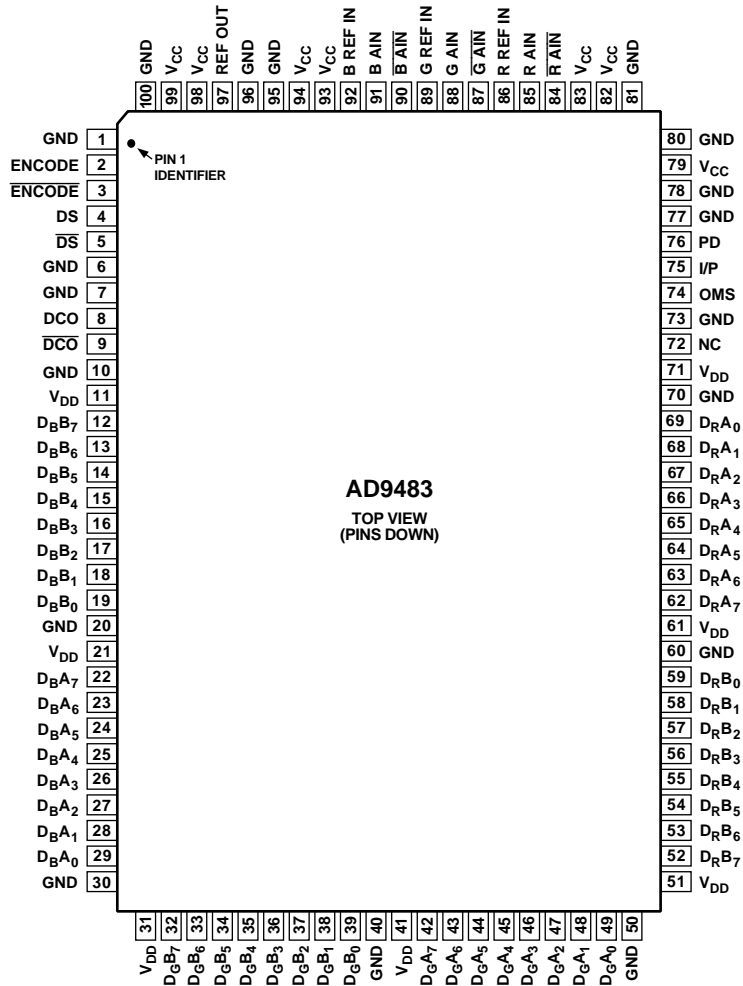 100 GND
99 VCC
98 VCC
97 REF OUT
96 GND
95 GND
94 VCC
93 VCC
92 B REF IN
91 B AIN
90 B̅ ̅A̅I̅N̅
89 G REF IN
88 G AIN
87 G̅ ̅A̅I̅N̅
86 R REF IN
85 R AIN
84 R̅ ̅A̅I̅N̅
83 VCC
82 VCC
81 GND
GND 1
ENCODE 2
E̅N̅C̅O̅D̅E̅ 3
DS 4
D̅S̅ 5
GND 6
GND 7
DCO 8
D̅C̅O̅ 9
GND 10
VDD 11
DBB7 12
DBB6 13
DBB5 14
DBB4 15
DBB3 16
DBB2 17
DBB1 18
DBB0 19
GND 20
VDD 21
DBA7 22
DBA6 23
DBA5 24
DBA4 25
DBA3 26
DBA2 27
DBA1 28
DBA0 29
GND 30
PIN 1
IDENTIFIER
AD9483
TOP VIEW
(PINS DOWN)
80 GND
79 VCC
78 GND
77 GND
76 PD
75 I/P
74 OMS
73 GND
72 NC
71 VDD
70 GND
69 DRA0
68 DRA1
67 DRA2
66 DRA3
65 DRA4
64 DRA5
63 DRA6
62 DRA7
61 VDD
60 GND
59 DRB0
58 DRB1
57 DRB2
56 DRB3
55 DRB4
54 DRB5
53 DRB6
52 DRB7
51 VDD
VDD 31
DGB7 32
DGB6 33
DGB5 34
DGB4 35
DGB3 36
DGB2 37
DGB1 38
DGB0 39
GND 40
VDD 41
DGA7 42
DGA6 43
DGA5 44
DGA4 45
DGA3 46
DGA2 47
DGA1 48
DGA0 49
GND 50